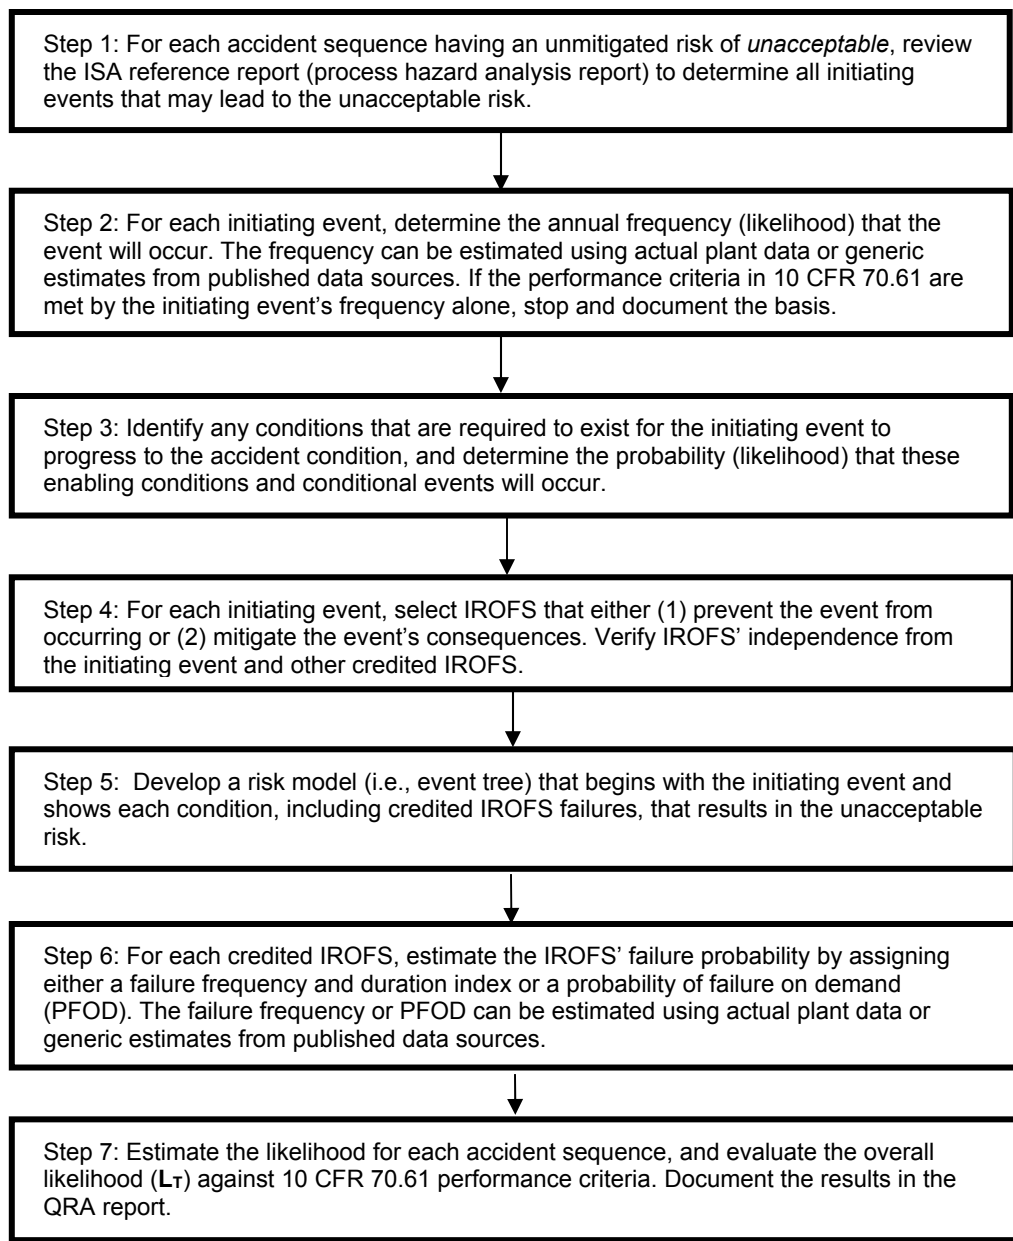 Step 1: For each accident sequence having an unmitigated risk of unacceptable, review
the ISA reference report (process hazard analysis report) to determine all initiating
events that may lead to the unacceptable risk.
Step 2: For each initiating event, determine the annual frequency (likelihood) that the
event will occur. The frequency can be estimated using actual plant data or generic
estimates from published data sources. If the performance criteria in 10 CFR 70.61 are
met by the initiating event’s frequency alone, stop and document the basis.
Step 3: Identify any conditions that are required to exist for the initiating event to
progress to the accident condition, and determine the probability (likelihood) that these
enabling conditions and conditional events will occur.
Step 4: For each initiating event, select IROFS that either (1) prevent the event from
occurring or (2) mitigate the event’s consequences. Verify IROFS’ independence from
the initiating event and other credited IROFS.
Step 5:  Develop a risk model (i.e., event tree) that begins with the initiating event and
shows each condition, including credited IROFS failures, that results in the unacceptable
risk.
Step 6: For each credited IROFS, estimate the IROFS’ failure probability by assigning
either a failure frequency and duration index or a probability of failure on demand
(PFOD). The failure frequency or PFOD can be estimated using actual plant data or
generic estimates from published data sources.
Step 7: Estimate the likelihood for each accident sequence, and evaluate the overall
likelihood (LT) against 10 CFR 70.61 performance criteria. Document the results in the
QRA report.